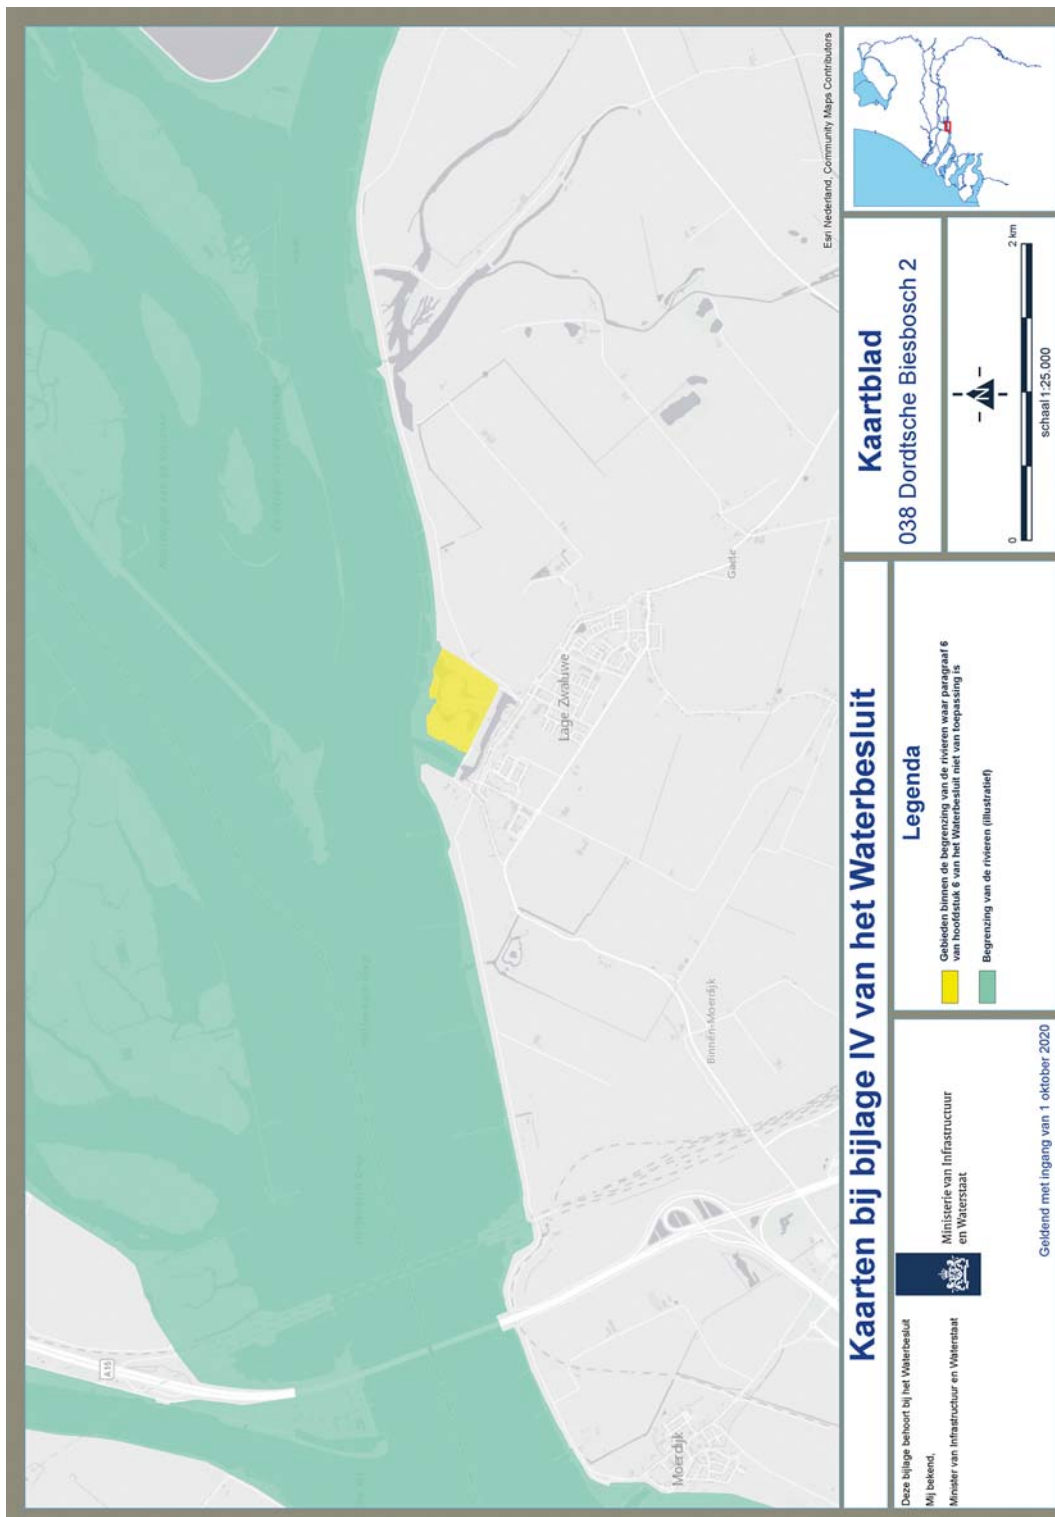 A16
Lage Zwaluwe
Gaete
Binnen-Moerdijk
Moerdijk
Esri Nederland, Community Maps Contributors
Kaarten bij bijlage IV van het Waterbesluit
Deze bijlage behoort bij het Waterbesluit
Mij bekend,
Minister van Infrastructuur en Waterstaat
Ministerie van Infrastructuur
en Waterstaat
Geldend met ingang van 1 oktober 2020
Legenda
Gebieden binnen de begrenzing van de rivieren waar paragraaf 6
van hoofdstuk 6 van het Waterbesluit niet van toepassing is
Begrenzing van de rivieren (illustratief)
Kaartblad
038 Dordtsche Biesbosch 2
N
0
2 km
schaal 1:25.000